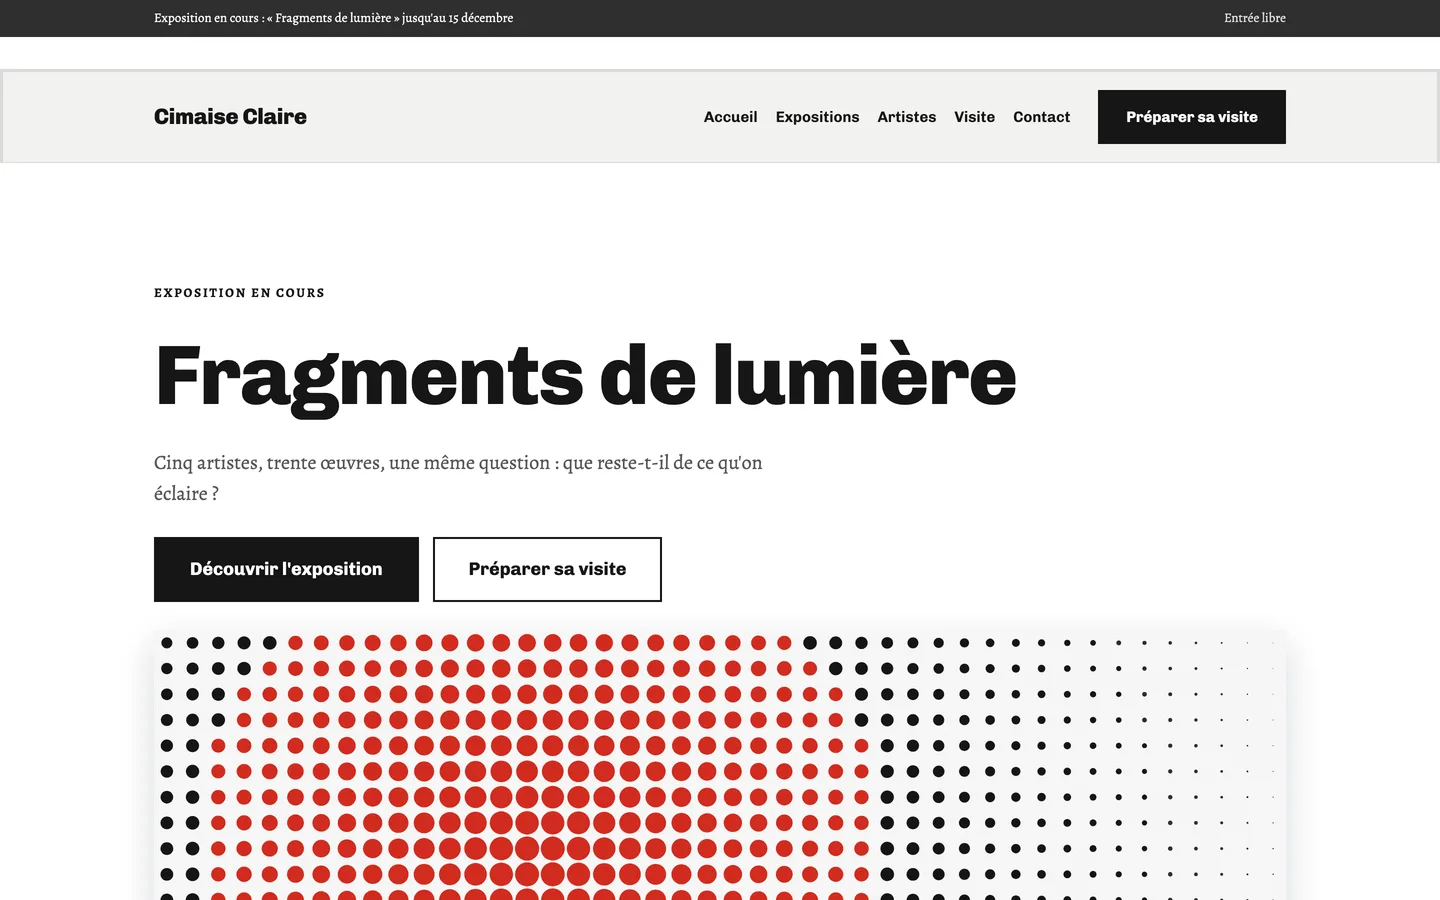 Exposition en cours : « Fragments de lumière » jusqu'au 15 décembre
Entrée libre
Cimaise Claire
Accueil
Expositions
Artistes
Visite
Contact
Préparer sa visite
EXPOSITION EN COURS
Fragments de lumière
Cinq artistes, trente œuvres, une même question : que reste-t-il de ce qu'on
éclaire ?
Découvrir l'exposition
Préparer sa visite